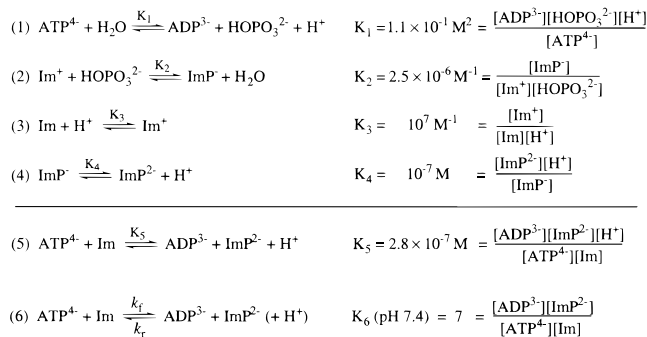 (1) ATP⁴⁻ + H₂O ⇌ ADP³⁻ + HOPO₃²⁻ + H⁺ K₁ K₁ = 1.1 × 10⁻¹ M² = [ADP³⁻][HOPO₃²⁻][H⁺] / [ATP⁴⁻]
(2) Im⁺ + HOPO₃²⁻ ⇌ ImP⁻ + H₂O K₂ K₂ = 2.5 × 10⁻⁶ M⁻¹ = [ImP⁻] / [Im⁺][HOPO₃²⁻]
(3) Im + H⁺ ⇌ Im⁺ K₃ K₃ = 10⁷ M⁻¹ = [Im⁺] / [Im][H⁺]
(4) ImP⁻ ⇌ ImP²⁻ + H⁺ K₄ K₄ = 10⁻⁷ M = [ImP²⁻][H⁺] / [ImP⁻]
(5) ATP⁴⁻ + Im ⇌ ADP³⁻ + ImP²⁻ + H⁺ K₅ K₅ = 2.8 × 10⁻⁷ M = [ADP³⁻][ImP²⁻][H⁺] / [ATP⁴⁻][Im]
(6) ATP⁴⁻ + Im ⇌ ADP³⁻ + ImP²⁻ (+ H⁺) k_f k_r K₆ (pH 7.4) = 7 = [ADP³⁻][ImP²⁻] / [ATP⁴⁻][Im]